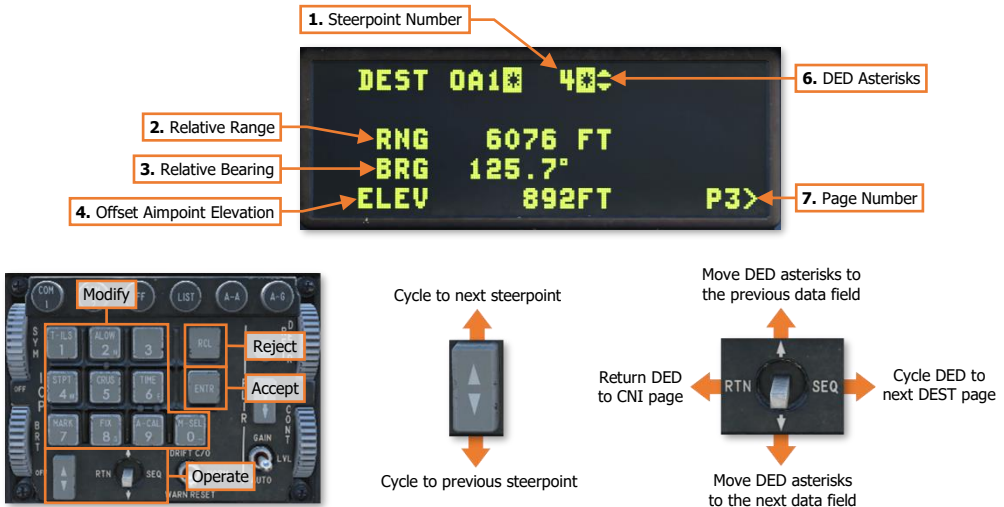 1. Steerpoint Number
DEST OA1* 4*
6. DED Asterisks
2. Relative Range
RNG 6076 FT
3. Relative Bearing
BRG 125.7°
4. Offset Aimpoint Elevation
ELEV 892FT P3>
7. Page Number
COM
1
Modify
FF
LIST
A-A
A-G
SYM
T-ILS
1
ALOW
2 N
3
RCL
Reject
OFF
ICP
STPT
4 W
CRUS
5
TIME
6 E
ENTR
Accept
BRT
MARK
7
FIX
8 S
A-CAL
9
M-SEL
0 -
CONT
GAIN
LVL
AUTO
OFF
RTN
SEQ
DRIFT C/O
Operate
WARN RESET
Cycle to next steerpoint
Cycle to previous steerpoint
Move DED asterisks to
the previous data field
Return DED
to CNI page
RTN
SEQ
Cycle DED to
next DEST page
Move DED asterisks
to the next data field